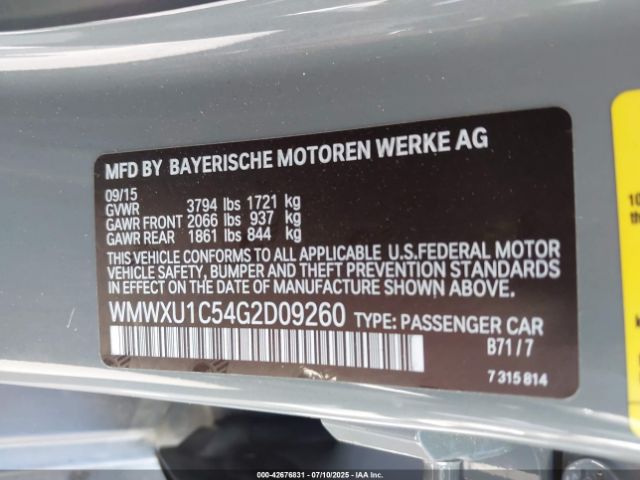 MFD BY BAYERISCHE MOTOREN WERKE AG
09/15
GVWR 3794 lbs 1721 kg
GAWR FRONT 2066 lbs 937 kg
GAWR REAR 1861 lbs 844 kg
THIS VEHICLE CONFORMS TO ALL APPLICABLE U.S.FEDERAL MOTOR
VEHICLE SAFETY, BUMPER AND THEFT PREVENTION STANDARDS
IN EFFECT ON THE DATE OF MANUFACTURE SHOWN ABOVE.
WMWXU1C54G2D09260 TYPE: PASSENGER CAR
B71/7
7 315 814
000-42676831 - 07/10/2025 - IAA Inc.